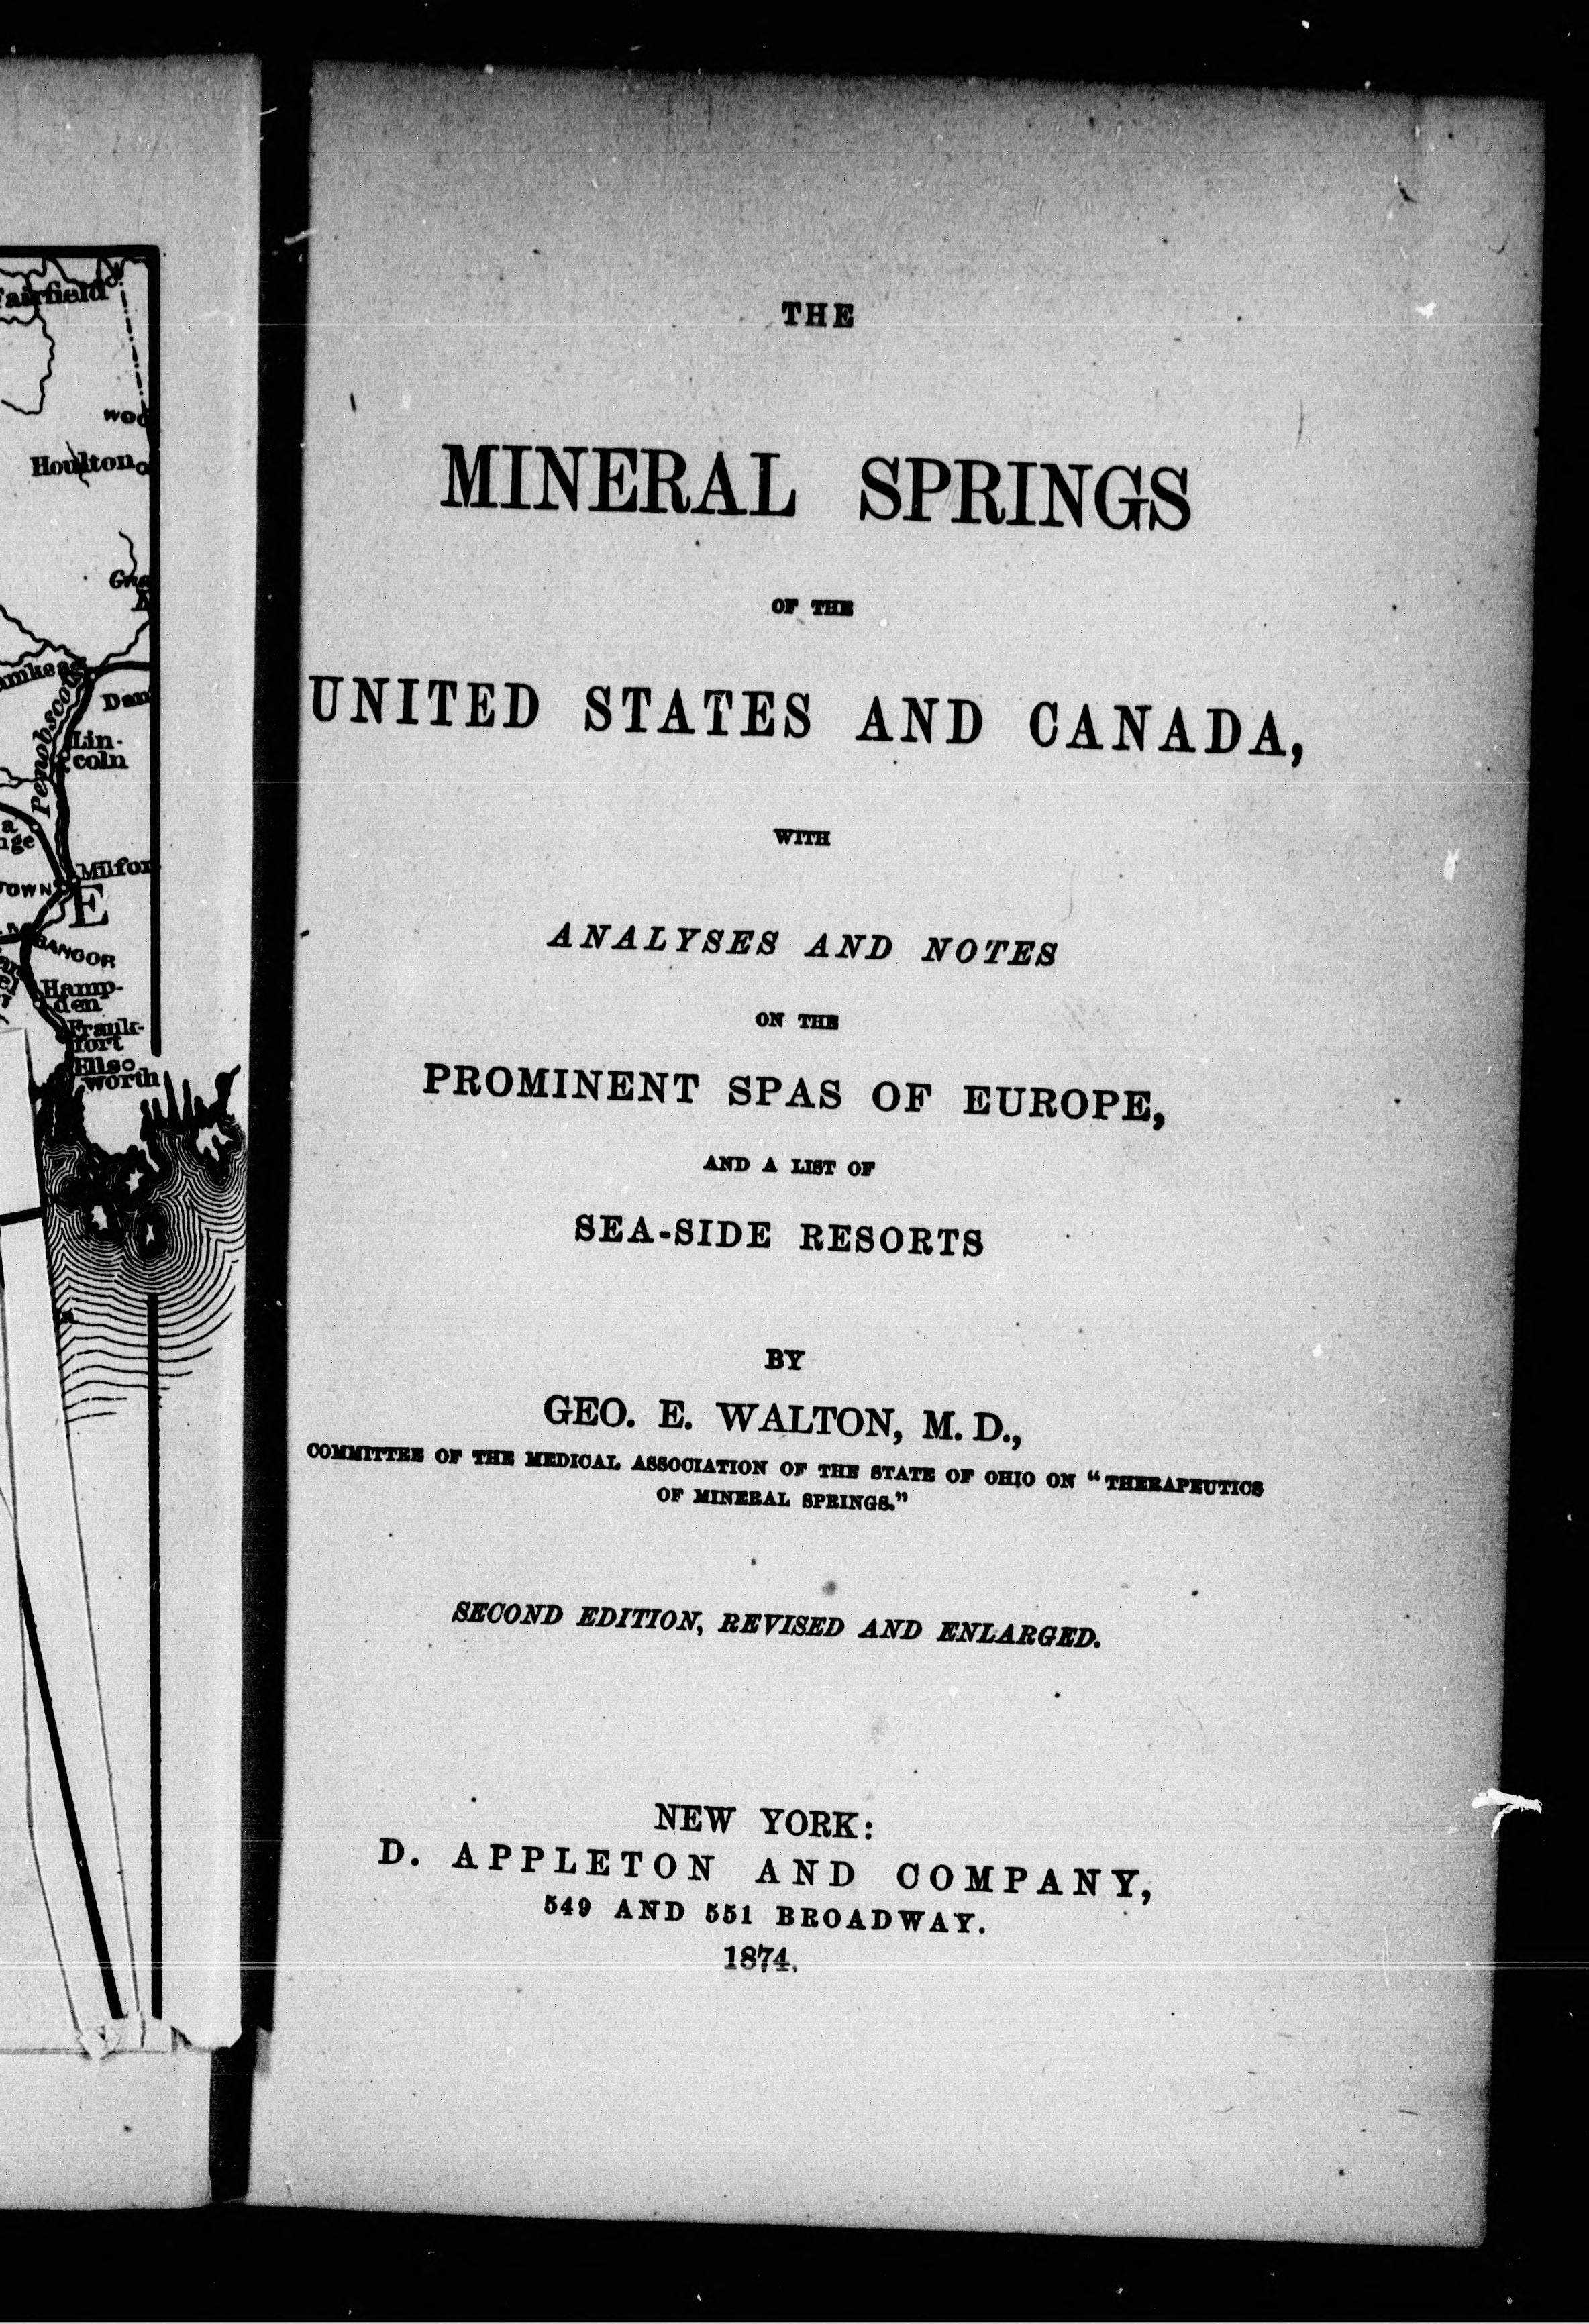 Fairfield
Houlton
Lin-
coln
Penobscot
BANGOR
Hamp-
den
Frank-
fort
Ellso
worth
E
THE
MINERAL SPRINGS
OF THE
UNITED STATES AND CANADA,
WITH
ANALYSES AND NOTES
ON THE
PROMINENT SPAS OF EUROPE,
AND A LIST OF
SEA-SIDE RESORTS
BY
GEO. E. WALTON, M. D.,
COMMITTEE OF THE MEDICAL ASSOCIATION OF THE STATE OF OHIO ON "THERAPEUTICS
OF MINERAL SPRINGS."
SECOND EDITION, REVISED AND ENLARGED.
NEW YORK:
D. APPLETON AND COMPANY,
549 AND 551 BROADWAY.
1874.